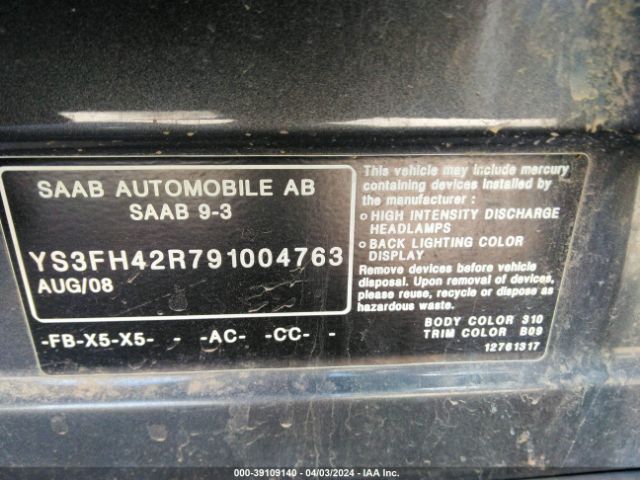 SAAB AUTOMOBILE AB
SAAB 9-3
YS3FH42R791004763
AUG/08
-FB-X5-X5- - -AC- -CC- -
This vehicle may include mercury
containing devices installed by
the manufacturer :
o HIGH INTENSITY DISCHARGE
HEADLAMPS
o BACK LIGHTING COLOR
DISPLAY
Remove devices before vehicle
disposal. Upon removal of devices,
please reuse, recycle or dispose as
hazardous waste.
BODY COLOR 310
TRIM COLOR B09
12761317
000-39109140 - 04/03/2024 - IAA Inc.